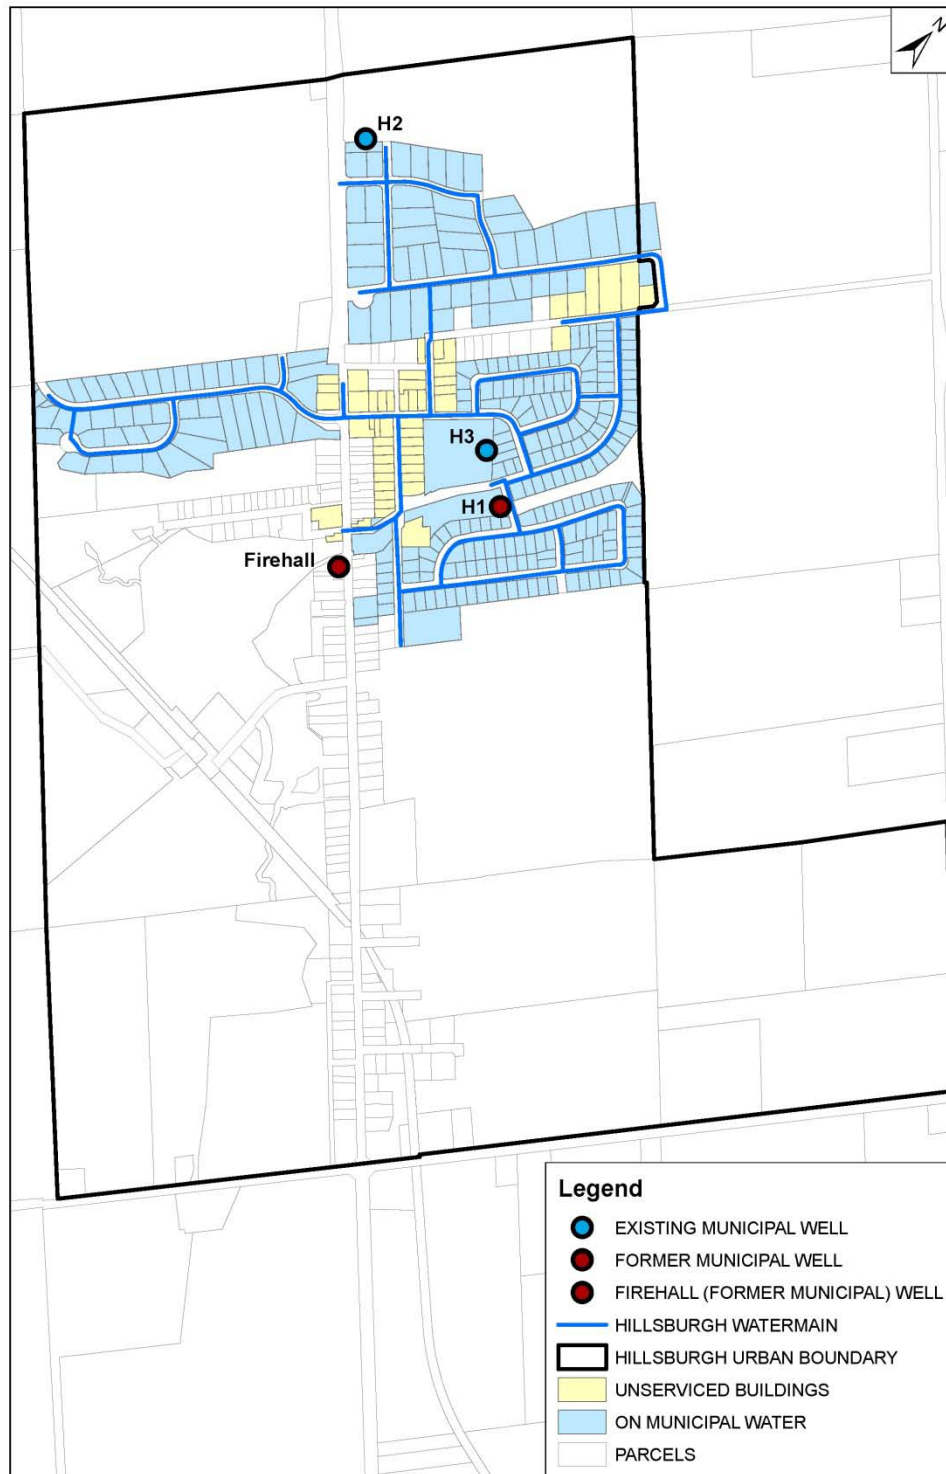 N
H2
H3
H1
Firehall
Legend
EXISTING MUNICIPAL WELL
FORMER MUNICIPAL WELL
FIREHALL (FORMER MUNICIPAL) WELL
HILLSBURGH WATERMAIN
HILLSBURGH URBAN BOUNDARY
UNSERVICED BUILDINGS
ON MUNICIPAL WATER
PARCELS